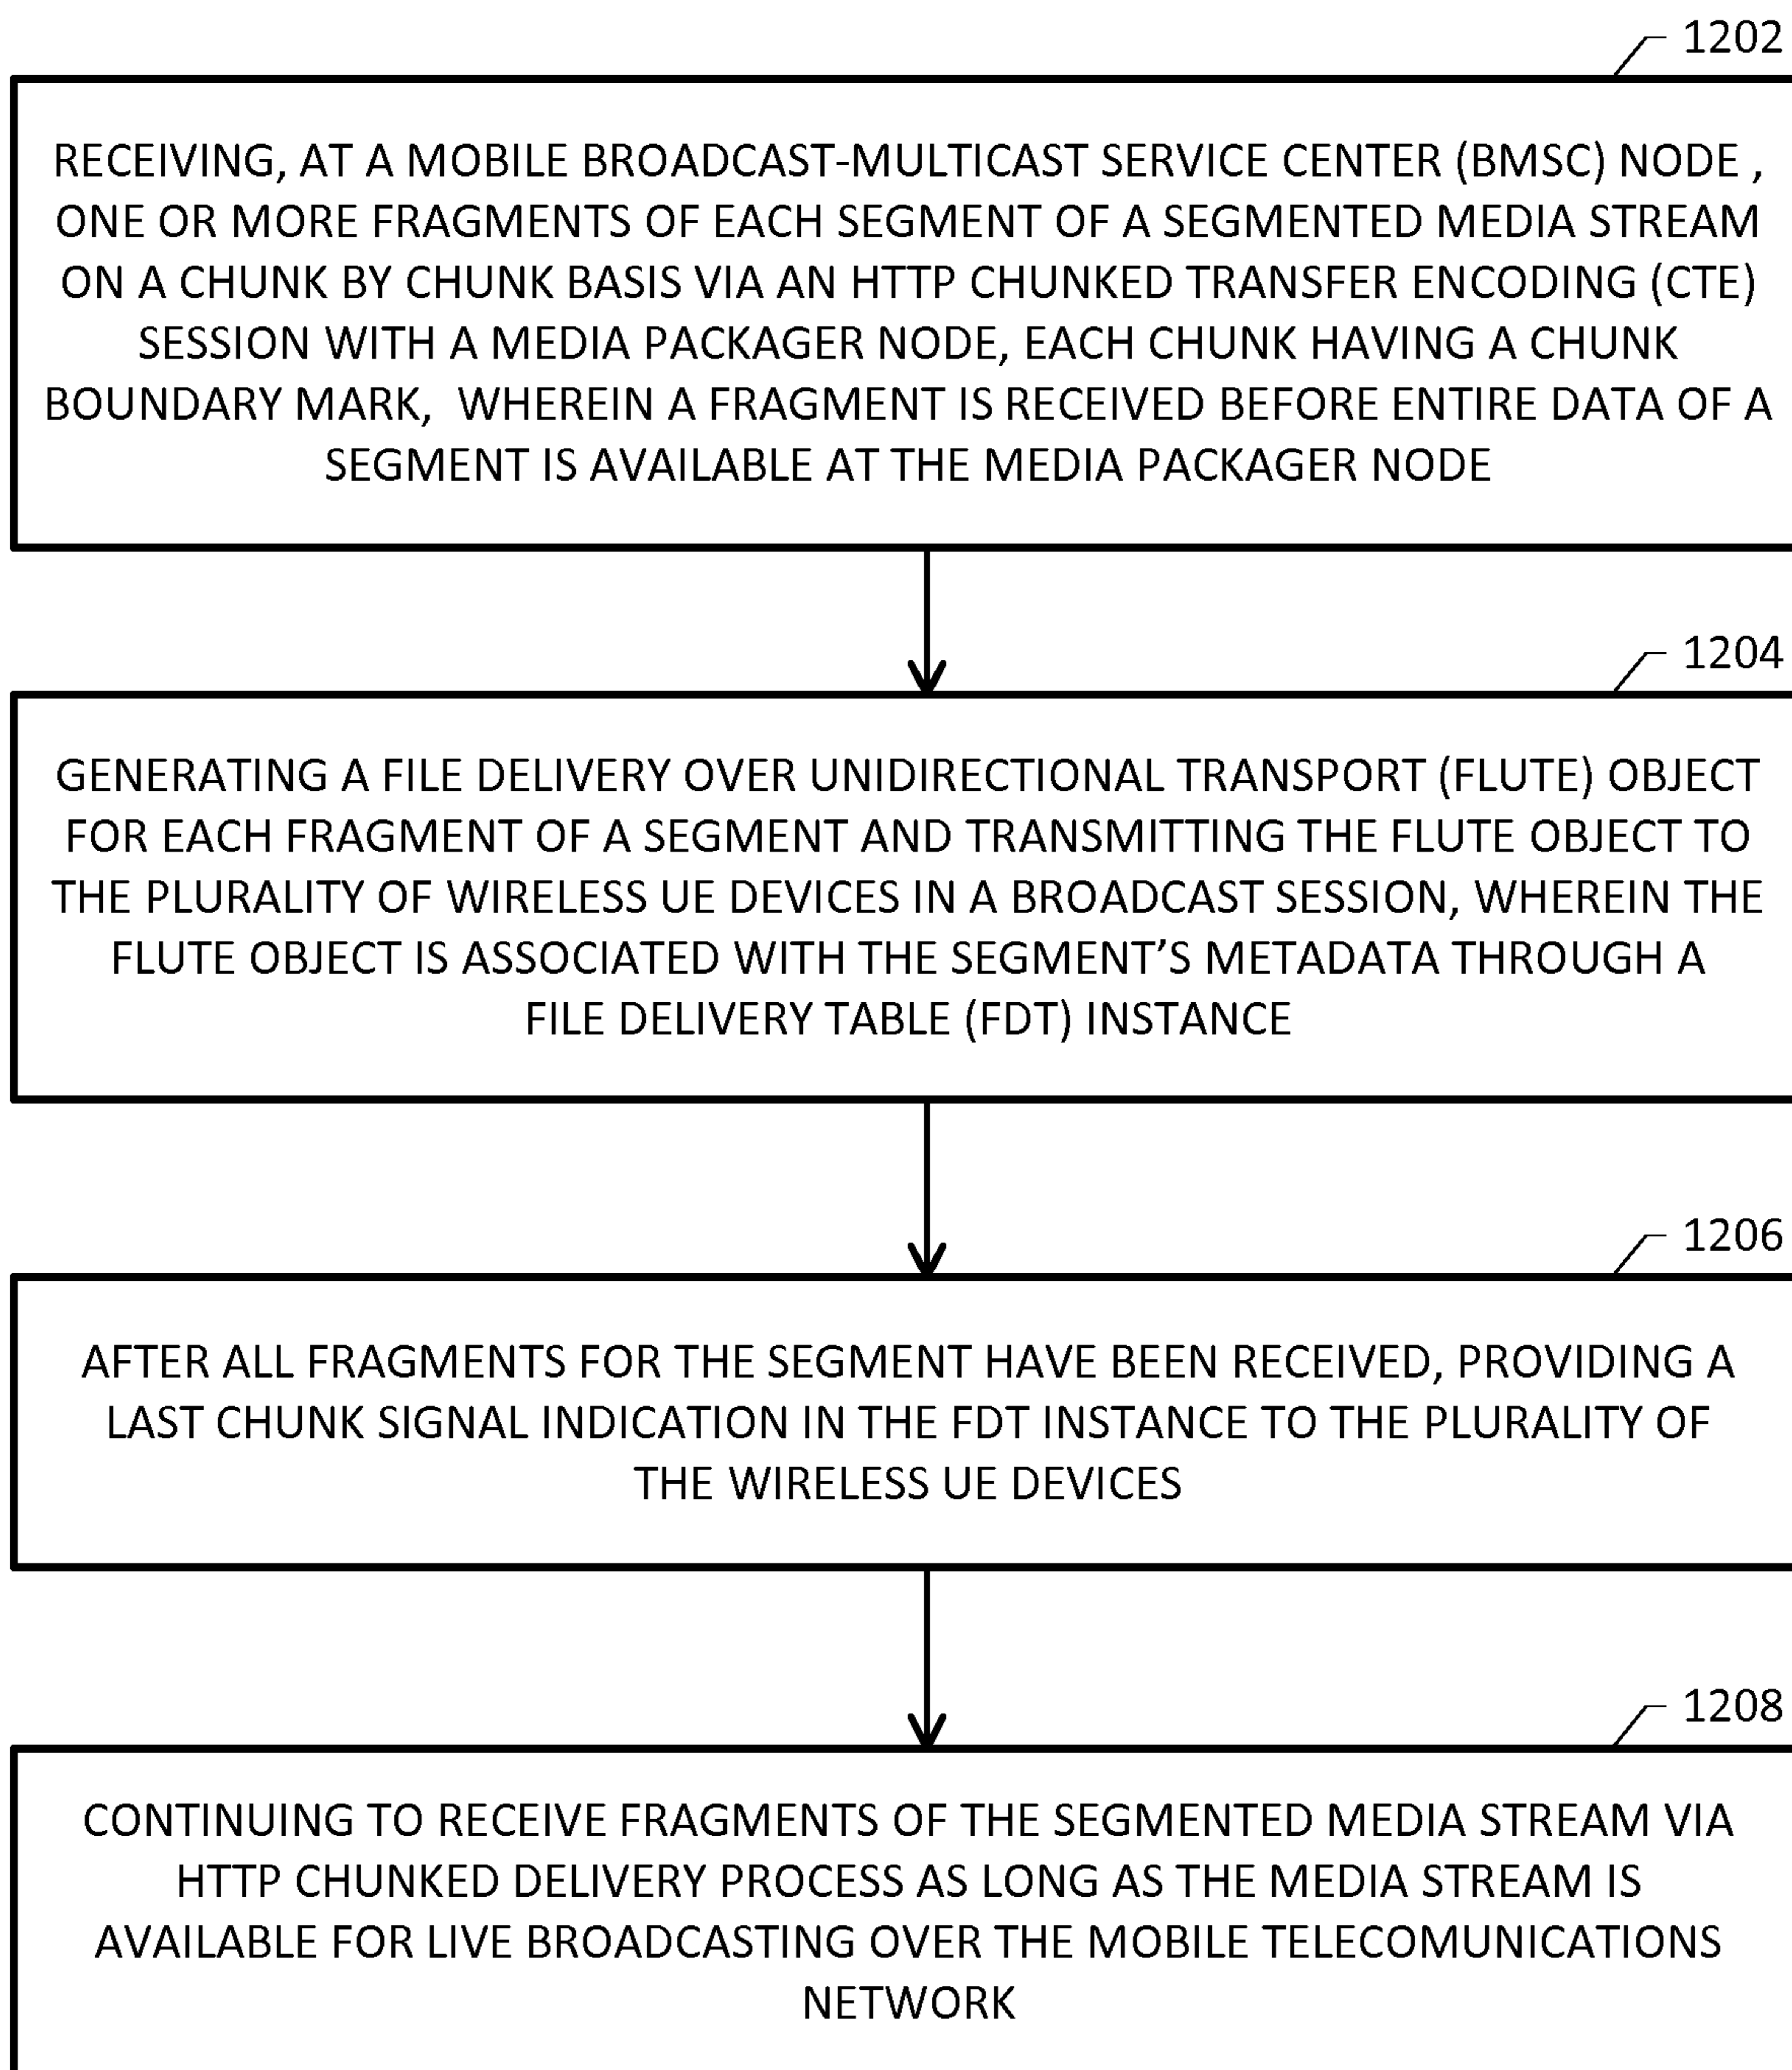 1202
RECEIVING, AT A MOBILE BROADCAST-MULTICAST SERVICE CENTER (BMSC) NODE ,
ONE OR MORE FRAGMENTS OF EACH SEGMENT OF A SEGMENTED MEDIA STREAM
ON A CHUNK BY CHUNK BASIS VIA AN HTTP CHUNKED TRANSFER ENCODING (CTE)
SESSION WITH A MEDIA PACKAGER NODE, EACH CHUNK HAVING A CHUNK
BOUNDARY MARK, WHEREIN A FRAGMENT IS RECEIVED BEFORE ENTIRE DATA OF A
SEGMENT IS AVAILABLE AT THE MEDIA PACKAGER NODE
1204
GENERATING A FILE DELIVERY OVER UNIDIRECTIONAL TRANSPORT (FLUTE) OBJECT
FOR EACH FRAGMENT OF A SEGMENT AND TRANSMITTING THE FLUTE OBJECT TO
THE PLURALITY OF WIRELESS UE DEVICES IN A BROADCAST SESSION, WHEREIN THE
FLUTE OBJECT IS ASSOCIATED WITH THE SEGMENT’S METADATA THROUGH A
FILE DELIVERY TABLE (FDT) INSTANCE
1206
AFTER ALL FRAGMENTS FOR THE SEGMENT HAVE BEEN RECEIVED, PROVIDING A
LAST CHUNK SIGNAL INDICATION IN THE FDT INSTANCE TO THE PLURALITY OF
THE WIRELESS UE DEVICES
1208
CONTINUING TO RECEIVE FRAGMENTS OF THE SEGMENTED MEDIA STREAM VIA
HTTP CHUNKED DELIVERY PROCESS AS LONG AS THE MEDIA STREAM IS
AVAILABLE FOR LIVE BROADCASTING OVER THE MOBILE TELECOMUNICATIONS
NETWORK